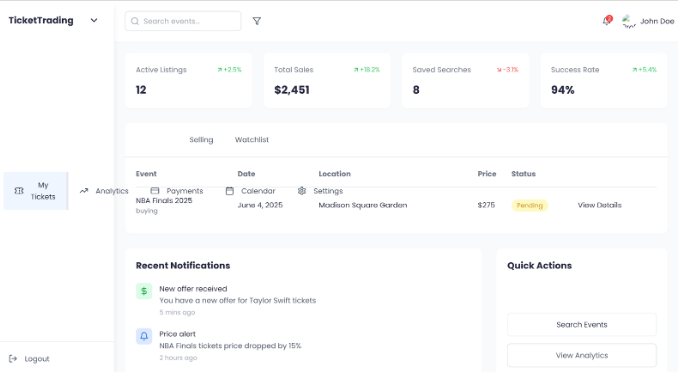 TicketTrading
Search events..
2
John Doe
Active Listings
+2.5%
12
Total Sales
+18.2%
$2,451
Saved Searches
-3.1%
8
Success Rate
+5.4%
94%
Selling
Watchlist
Event
Date
Location
Price
Status
My
Tickets
Analytics
Payments
Calendar
Settings
NBA Finals 2025
buying
June 4, 2025
Madison Square Garden
$275
Pending
View Details
Recent Notifications
New offer received
You have a new offer for Taylor Swift tickets
5 mins ago
Price alert
NBA Finals tickets price dropped by 15%
2 hours ago
Quick Actions
Search Events
View Analytics
Logout